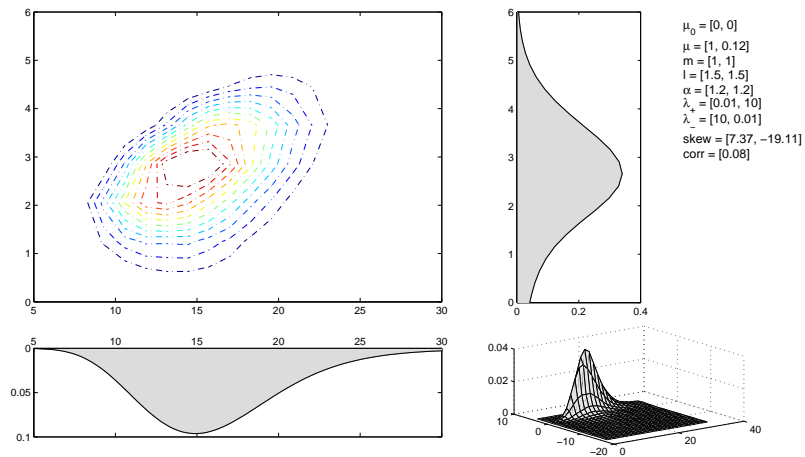 6
5
4
3
2
1
0
5 10 15 20 25 30
6
5
4
3
2
1
0
0 0.2 0.4
μ0 = [0, 0]
μ = [1, 0.12]
m = [1, 1]
l = [1.5, 1.5]
α = [1.2, 1.2]
λ+ = [0.01, 10]
λ− = [10, 0.01]
skew = [7.37, −19.11]
corr = [0.08]
5 10 15 20 25 30
0
0.05
0.1
0.04
0.02
0
10
0
−10
−20
0
20
40